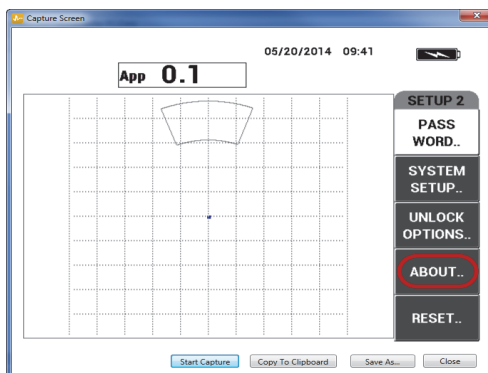 Capture Screen
05/20/2014 09:41
App 0.1
SETUP 2
PASS
WORD..
SYSTEM
SETUP..
UNLOCK
OPTIONS..
ABOUT..
RESET..
Start Capture Copy To Clipboard Save As... Close